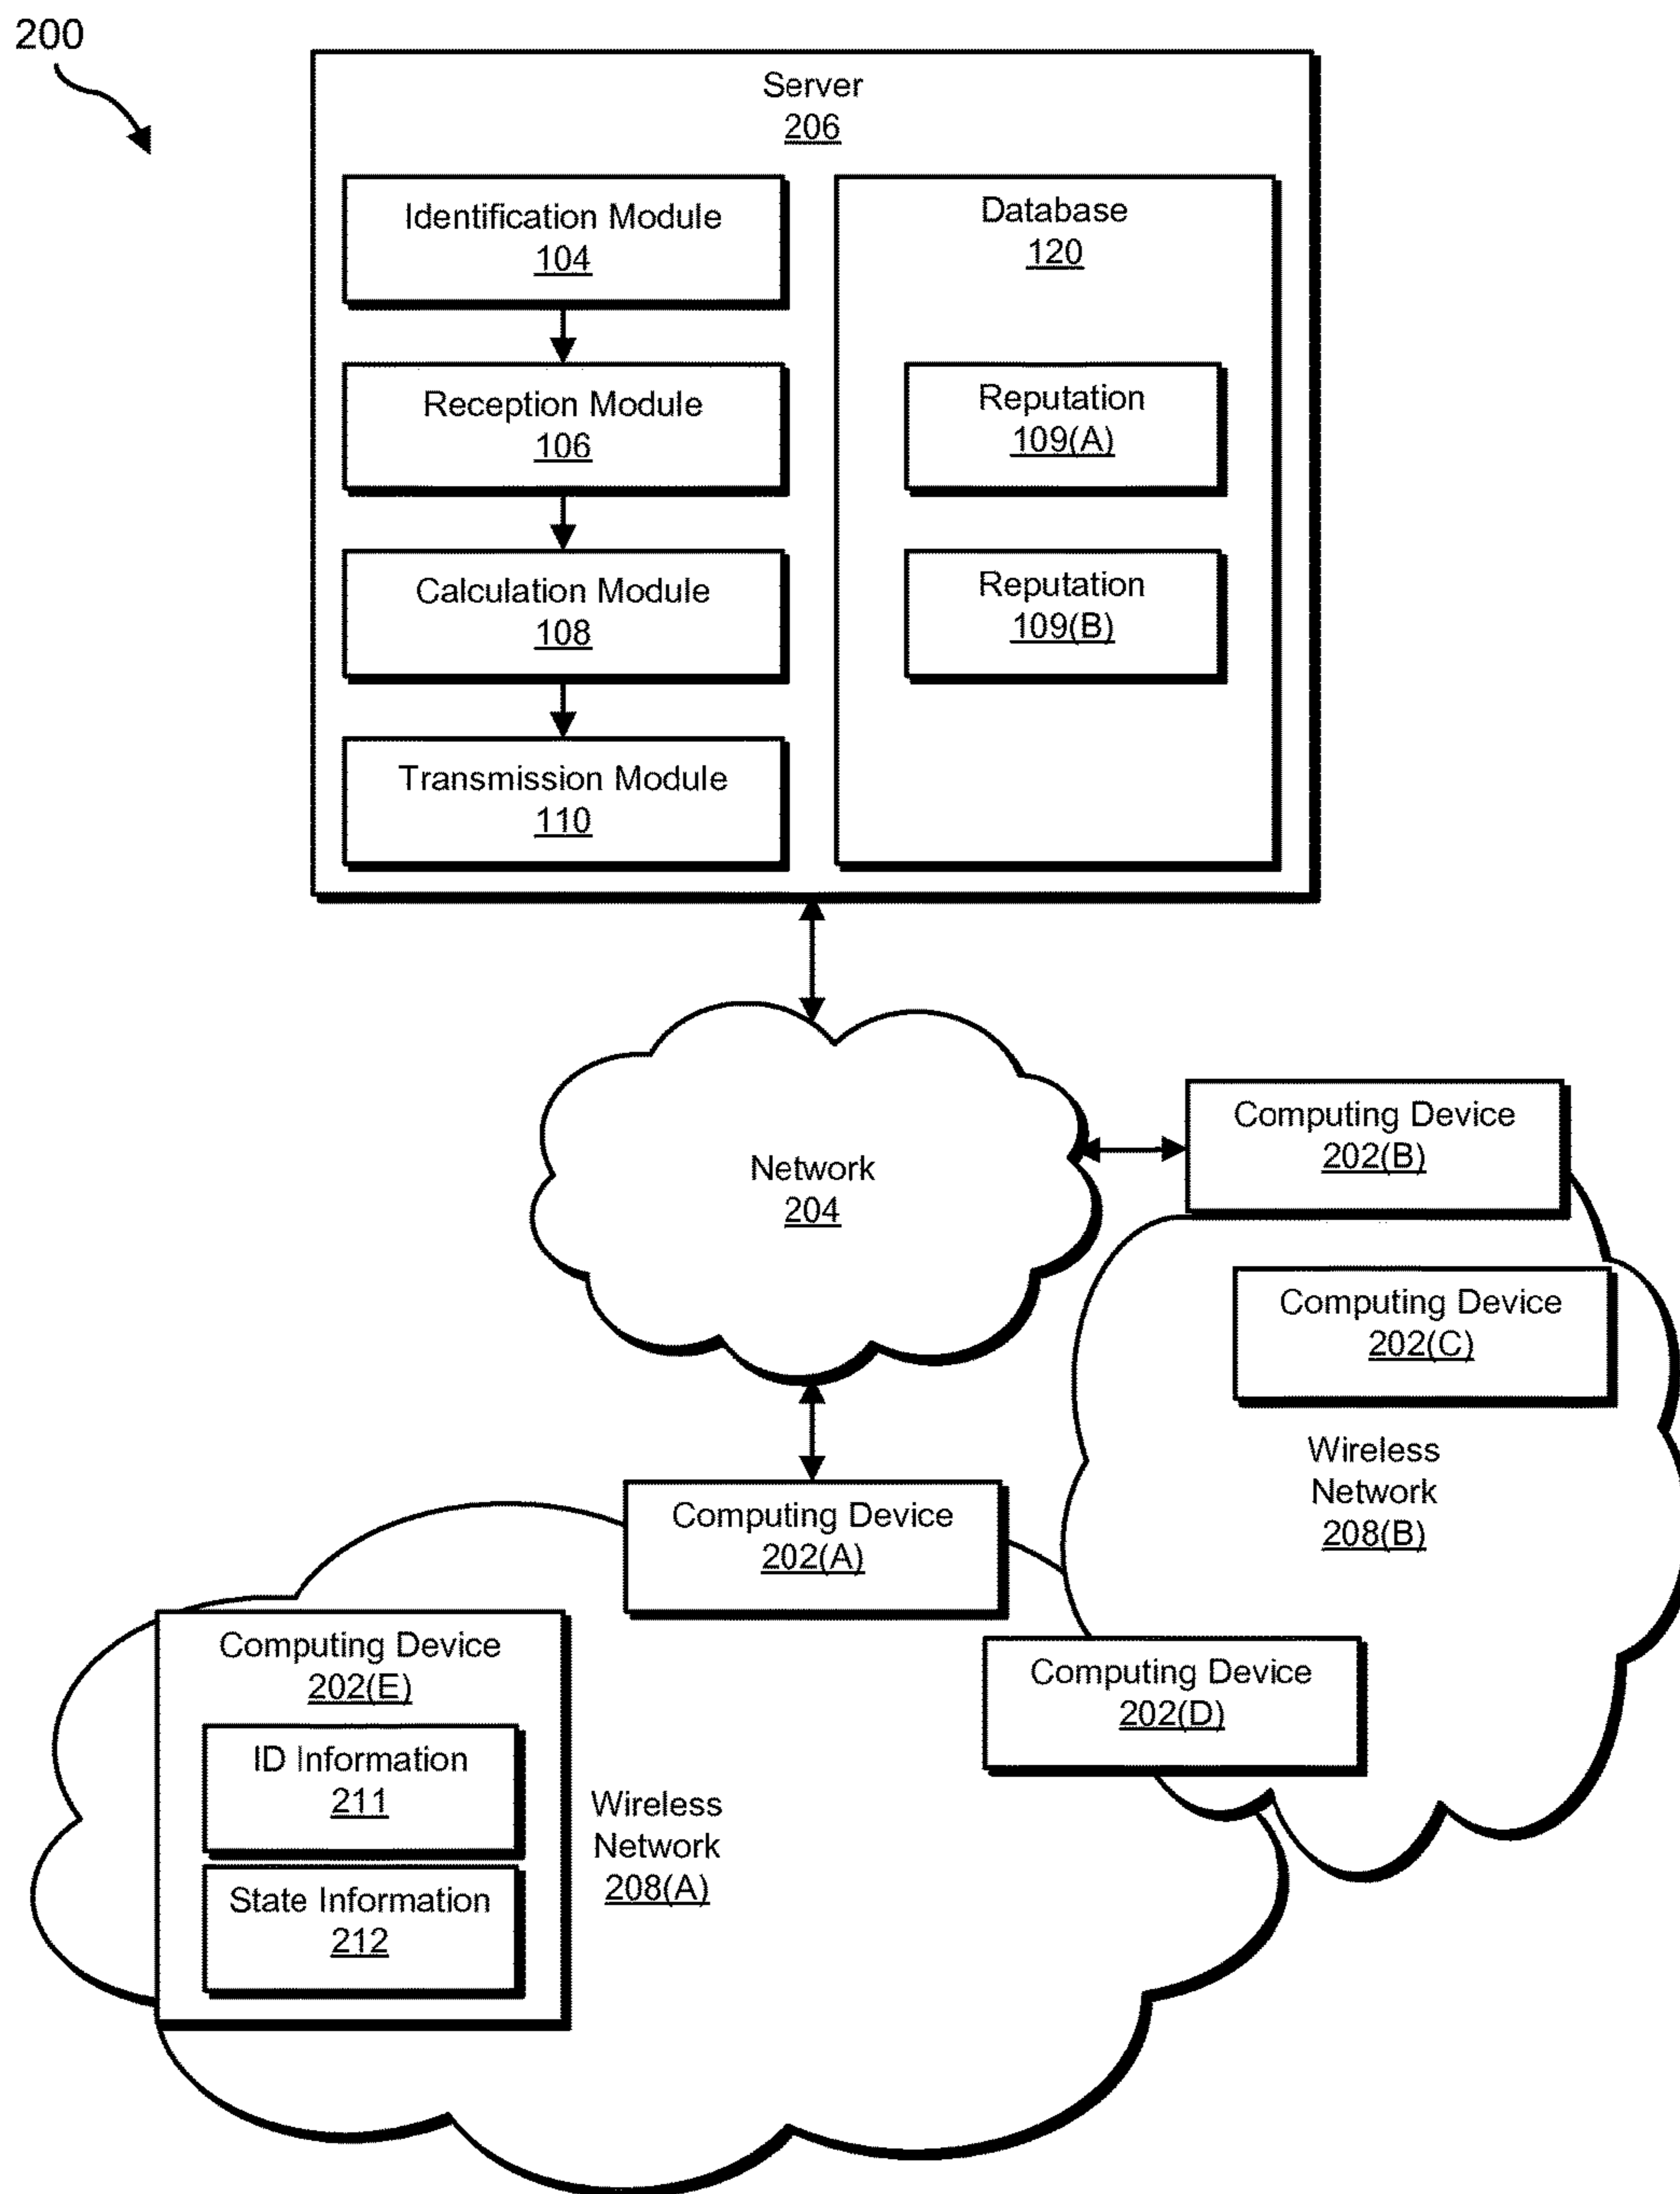 200
Server
206
Identification Module
104
Reception Module
106
Calculation Module
108
Transmission Module
110
Database
120
Reputation
109(A)
Reputation
109(B)
Network
204
Computing Device
202(B)
Computing Device
202(C)
Wireless
Network
208(B)
Computing Device
202(A)
Computing Device
202(D)
Computing Device
202(E)
ID Information
211
State Information
212
Wireless
Network
208(A)